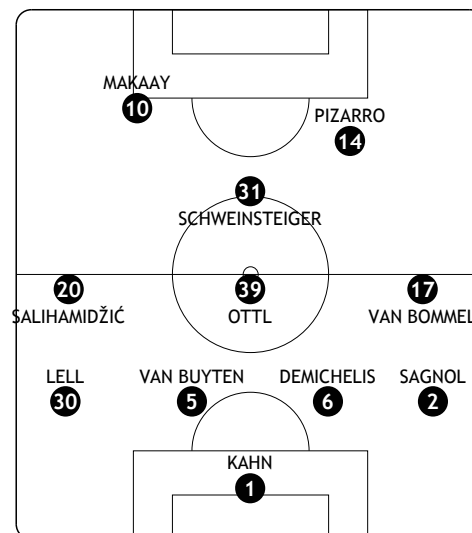 MAKAAY
10
PIZARRO
14
31
SCHWEINSTEIGER
20 39 17
SALIHAMIDŽIĆ OTTL VAN BOMMEL
LELL VAN BUYTEN DEMICHELIS SAGNOL
30 5 6 2
KAHN
1